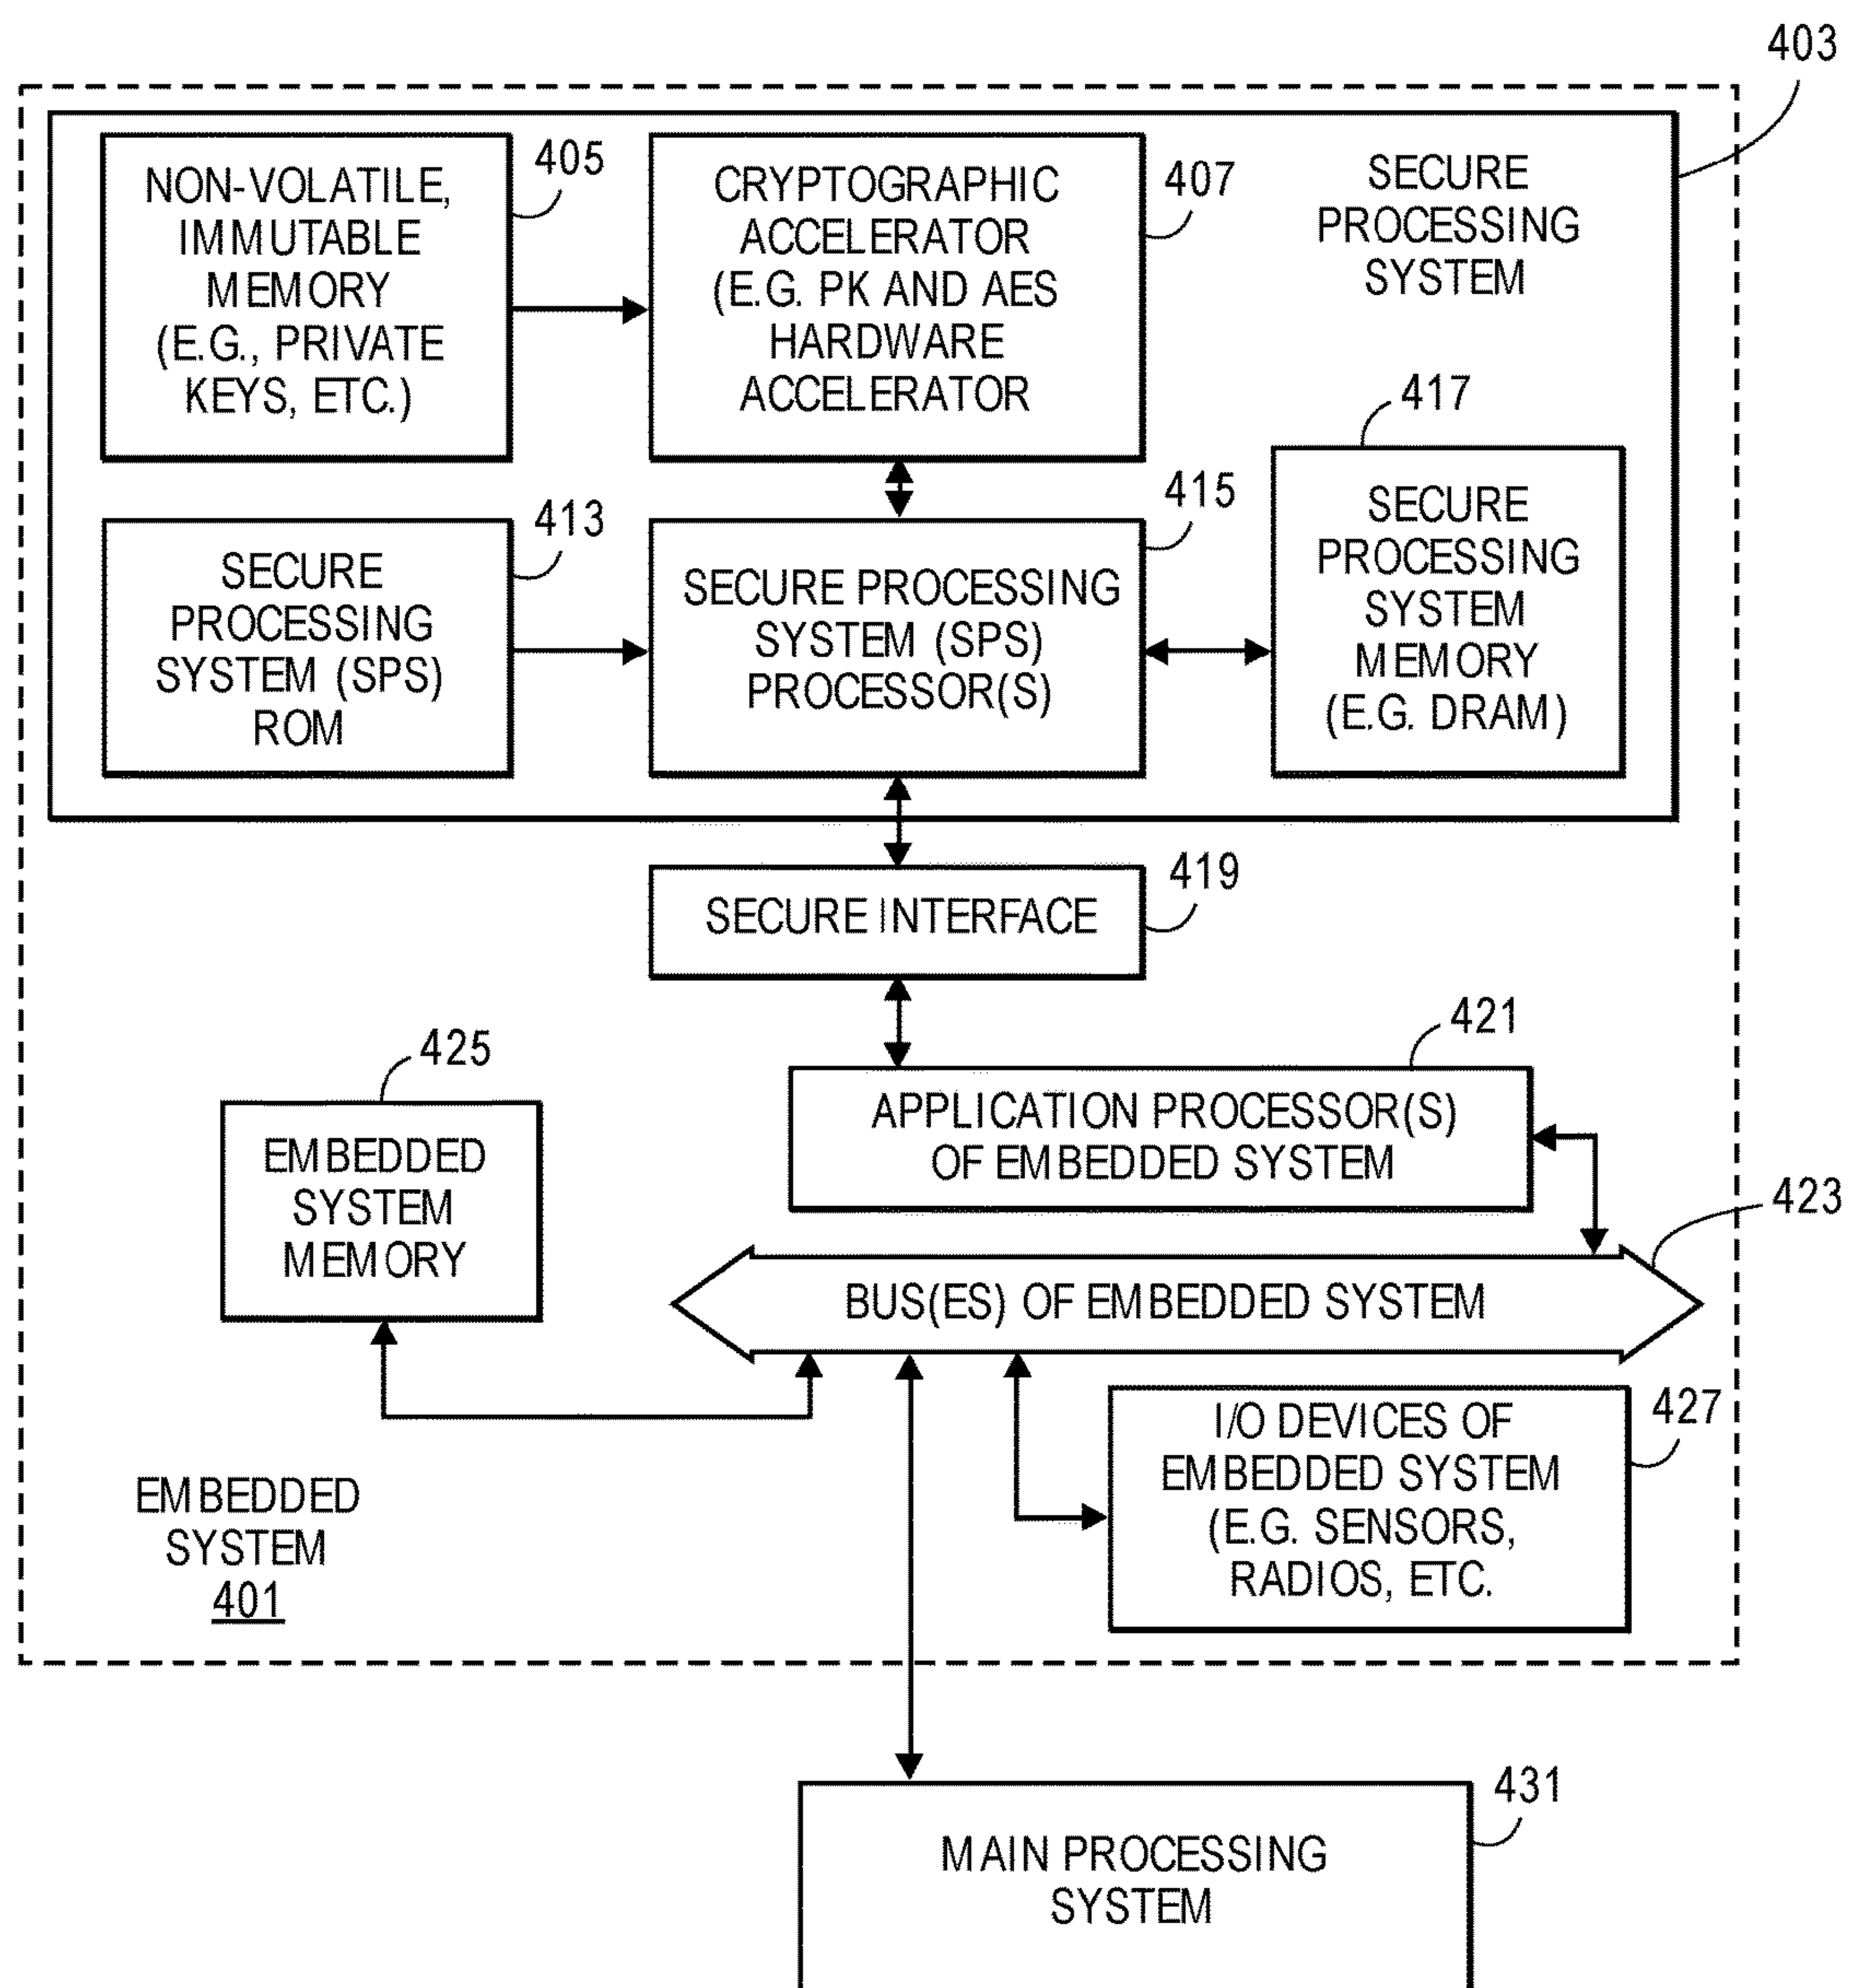 403
NON-VOLATILE,
IMMUTABLE
MEMORY
(E.G., PRIVATE
KEYS, ETC.)
405
CRYPTOGRAPHIC
ACCELERATOR
(E.G. PK AND AES
HARDWARE
ACCELERATOR
407
SECURE
PROCESSING
SYSTEM
413
SECURE
PROCESSING
SYSTEM (SPS)
ROM
415
SECURE PROCESSING
SYSTEM (SPS)
PROCESSOR(S)
417
SECURE
PROCESSING
SYSTEM
MEMORY
(E.G. DRAM)
419
SECURE INTERFACE
421
APPLICATION PROCESSOR(S)
OF EMBEDDED SYSTEM
425
EMBEDDED
SYSTEM
MEMORY
423
BUS(ES) OF EMBEDDED SYSTEM
427
I/O DEVICES OF
EMBEDDED SYSTEM
(E.G. SENSORS,
RADIOS, ETC.
EMBEDDED
SYSTEM
401
431
MAIN PROCESSING
SYSTEM